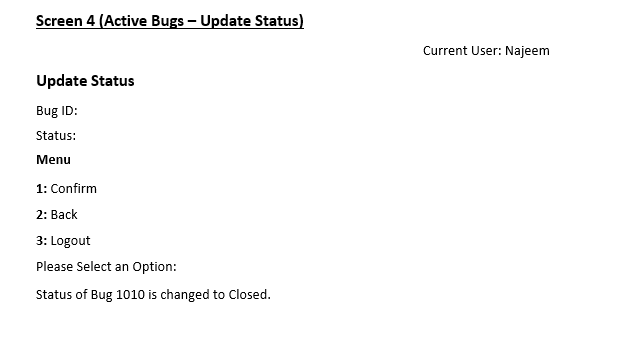 Screen 4 (Active Bugs – Update Status)
Current User: Najeem
Update Status
Bug ID:
Status:
Menu
1: Confirm
2: Back
3: Logout
Please Select an Option:
Status of Bug 1010 is changed to Closed.